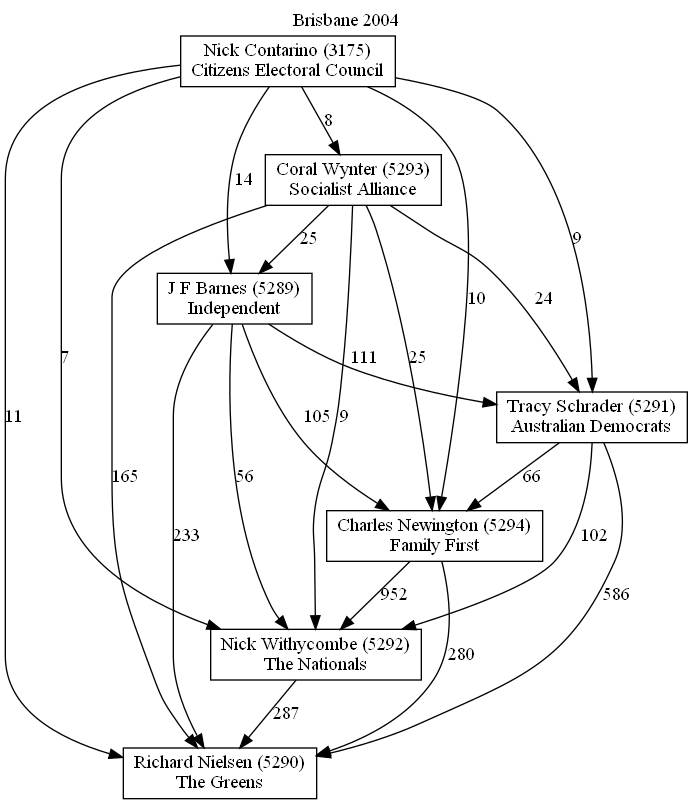 Brisbane 2004
Nick Contarino (3175)
Citizens Electoral Council
8
Coral Wynter (5293)
Socialist Alliance
14
25
9
J F Barnes (5289)
Independent
10
24
7
111
25
11
105
9
Tracy Schrader (5291)
Australian Democrats
165
56
66
233
Charles Newington (5294)
Family First
102
952
586
Nick Withycombe (5292)
The Nationals
280
287
Richard Nielsen (5290)
The Greens